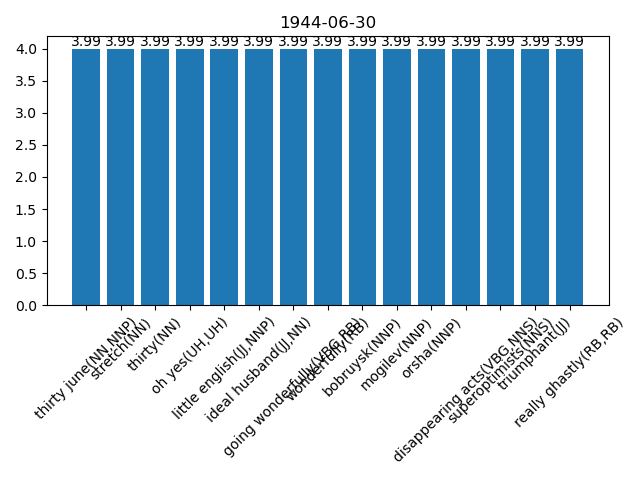 1944-06-30
3.99 3.99 3.99 3.99 3.99 3.99 3.99 3.99 3.99 3.99 3.99 3.99 3.99 3.99 3.99
4.0
3.5
3.0
2.5
2.0
1.5
1.0
0.5
0.0
thirty june(NN,NNP)
stretch(NN)
thirty(NN)
oh yes(UH,UH)
little english(JJ,NNP)
ideal husband(JJ,NN)
going wonderfully(VBG,RB)
wonderfully(RB)
bobruysk(NNP)
mogilev(NNP)
orsha(NNP)
disappearing acts(VBG,NNS)
superoptimists(NNS)
triumphant(JJ)
really ghastly(RB,RB)